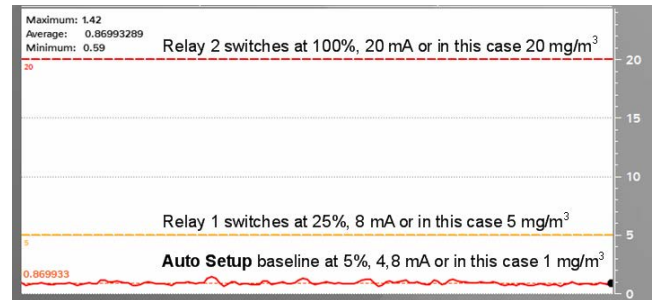 Maximum: 1.42
Average: 0.86993289
Minimum: 0.59
Relay 2 switches at 100%, 20 mA or in this case 20 mg/m³
20
20
15
10
Relay 1 switches at 25%, 8 mA or in this case 5 mg/m³
5
5
Auto Setup baseline at 5%, 4,8 mA or in this case 1 mg/m³
0.869933
0